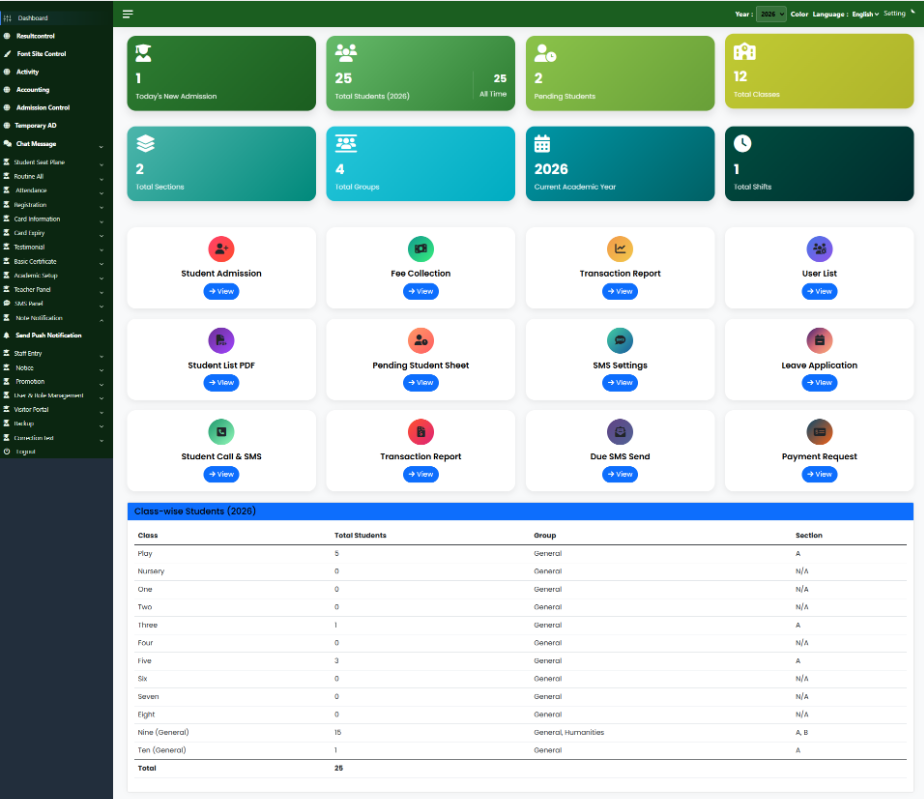 Dashboard
Resultcontrol
Font Site Control
Activity
Accounting
Admission Control
Temporary AD
Chat Message
Student Seat Plane
Routine All
Attendance
Registration
Card Information
Card Expiry
Testimonial
Basic Certificate
Academic Setup
Teacher Panel
SMS Panel
Note Notification
Send Push Notification
Staff Entry
Notice
Promotion
User & Role Management
Visitor Portal
Backup
Correction text
Logout
Year : 2026 Color Language : English Setting
1
Today's New Admission
25
Total Students (2026)
25
All Time
2
Pending Students
12
Total Classes
2
Total Sections
4
Total Groups
2026
Current Academic Year
1
Total Shifts
Student Admission
View
Fee Collection
View
Transaction Report
View
User List
View
Student List PDF
View
Pending Student Sheet
View
SMS Settings
View
Leave Application
View
Student Call & SMS
View
Transaction Report
View
Due SMS Send
View
Payment Request
View
Class-wise Students (2026)
Class Total Students Group Section
Play 5 General A
Nursery 0 General N/A
One 0 General N/A
Two 0 General N/A
Three 1 General A
Four 0 General N/A
Five 3 General A
Six 0 General N/A
Seven 0 General N/A
Eight 0 General N/A
Nine (General) 15 General, Humanities A, B
Ten (General) 1 General A
Total 25